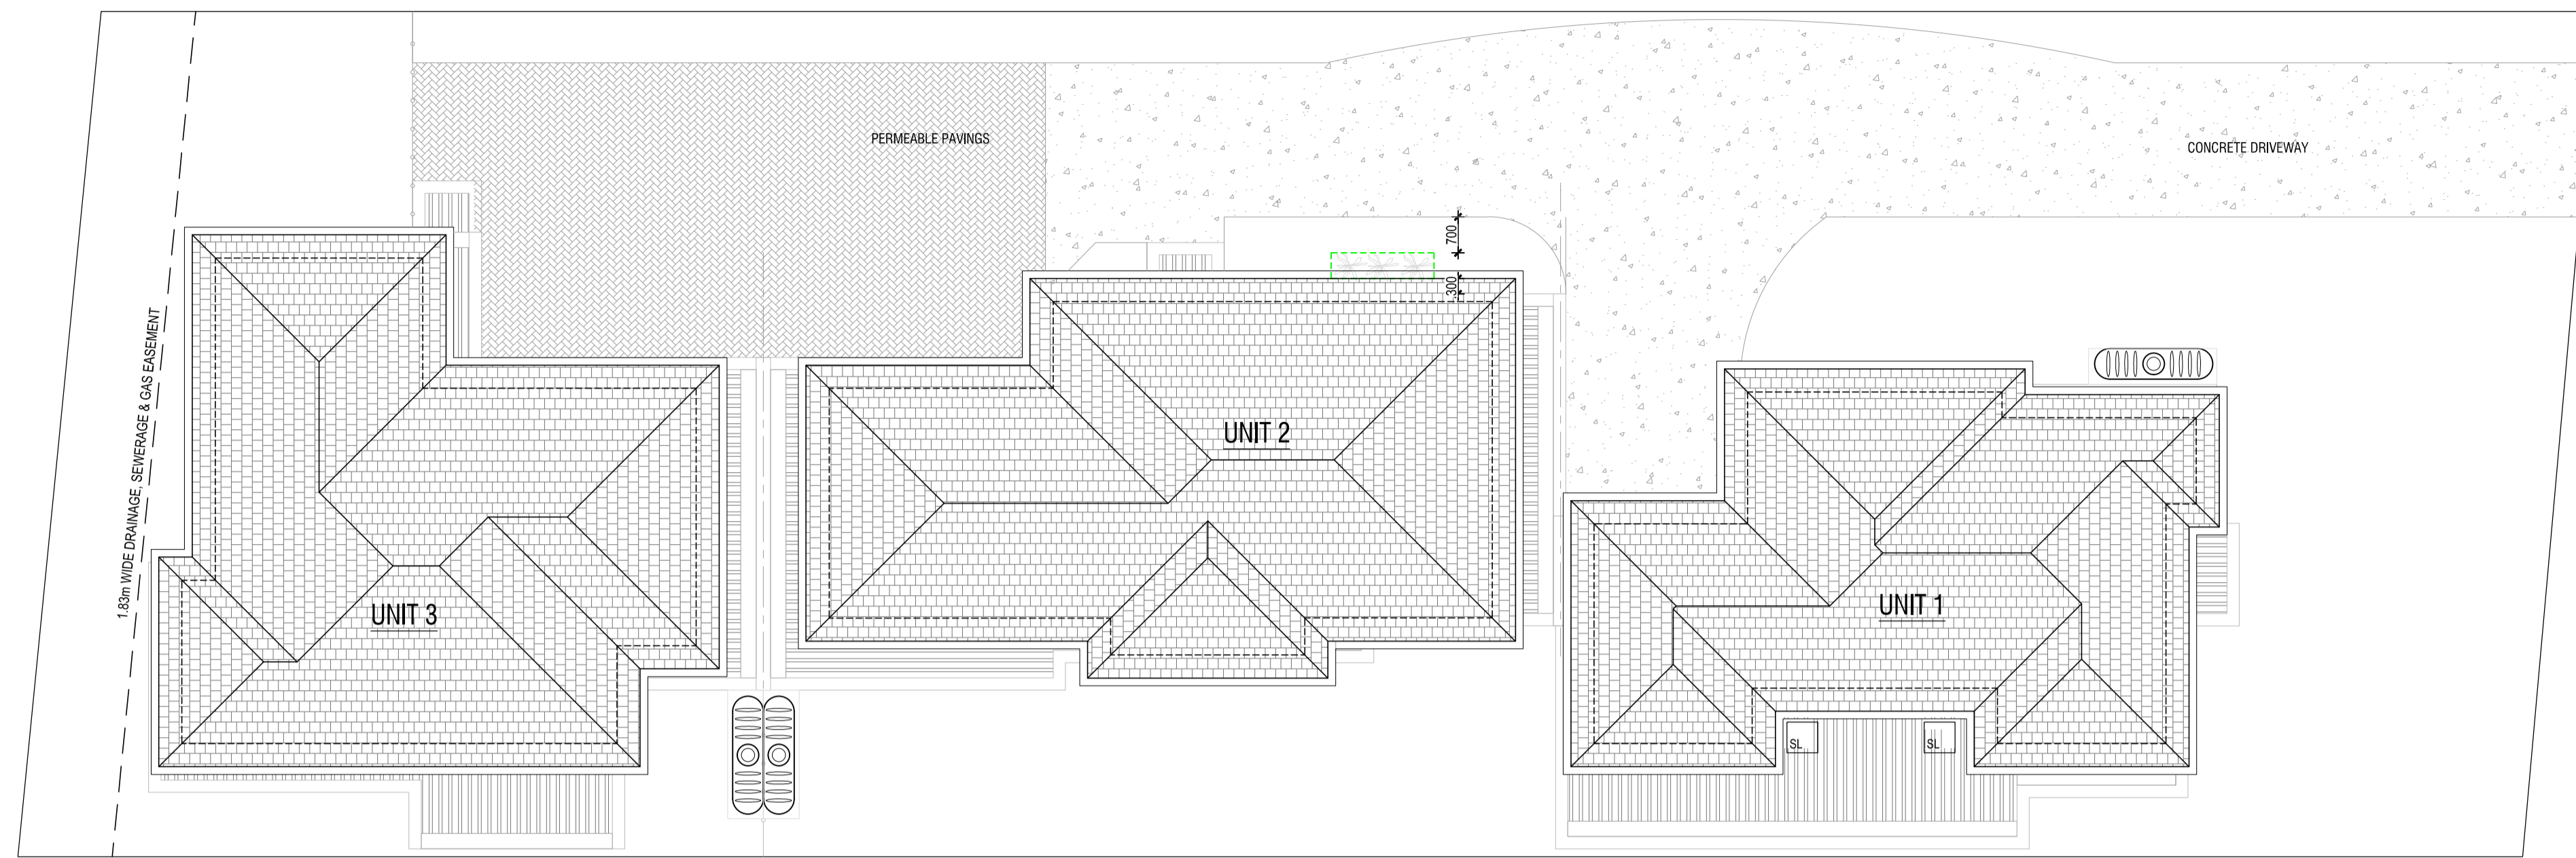 PERMEABLE PAVINGS
CONCRETE DRIVEWAY
700
300
1.83m WIDE DRAINAGE, SEWERAGE & GAS EASEMENT
UNIT 2
UNIT 3
UNIT 1
SL
SL